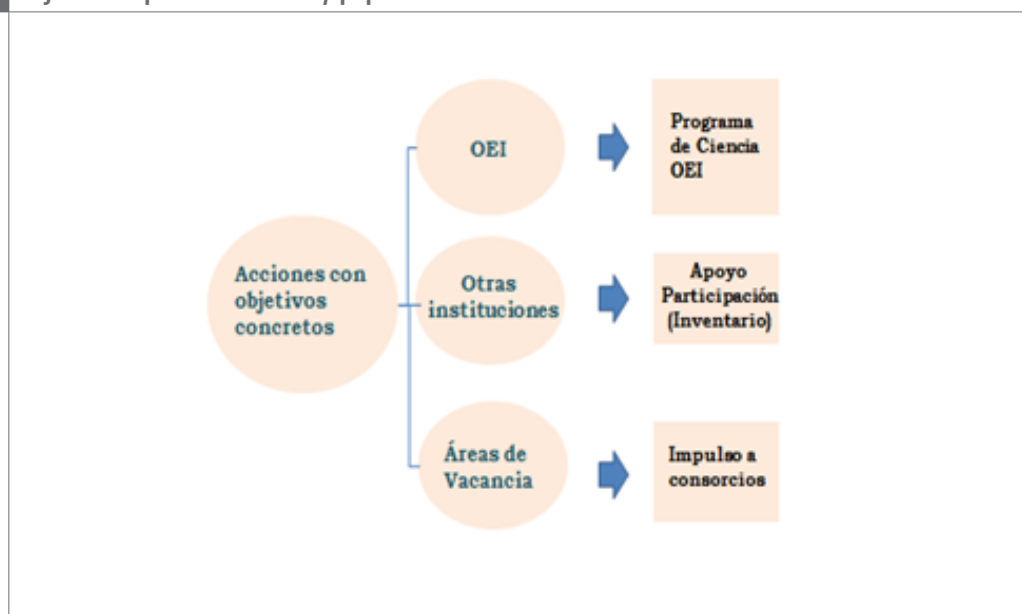 Acciones con
objetivos
concretos
OEI
Programa
de Ciencia
OEI
Otras
instituciones
Apoyo
Participación
(Inventario)
Áreas de
Vacancia
Impulso a
consorcios